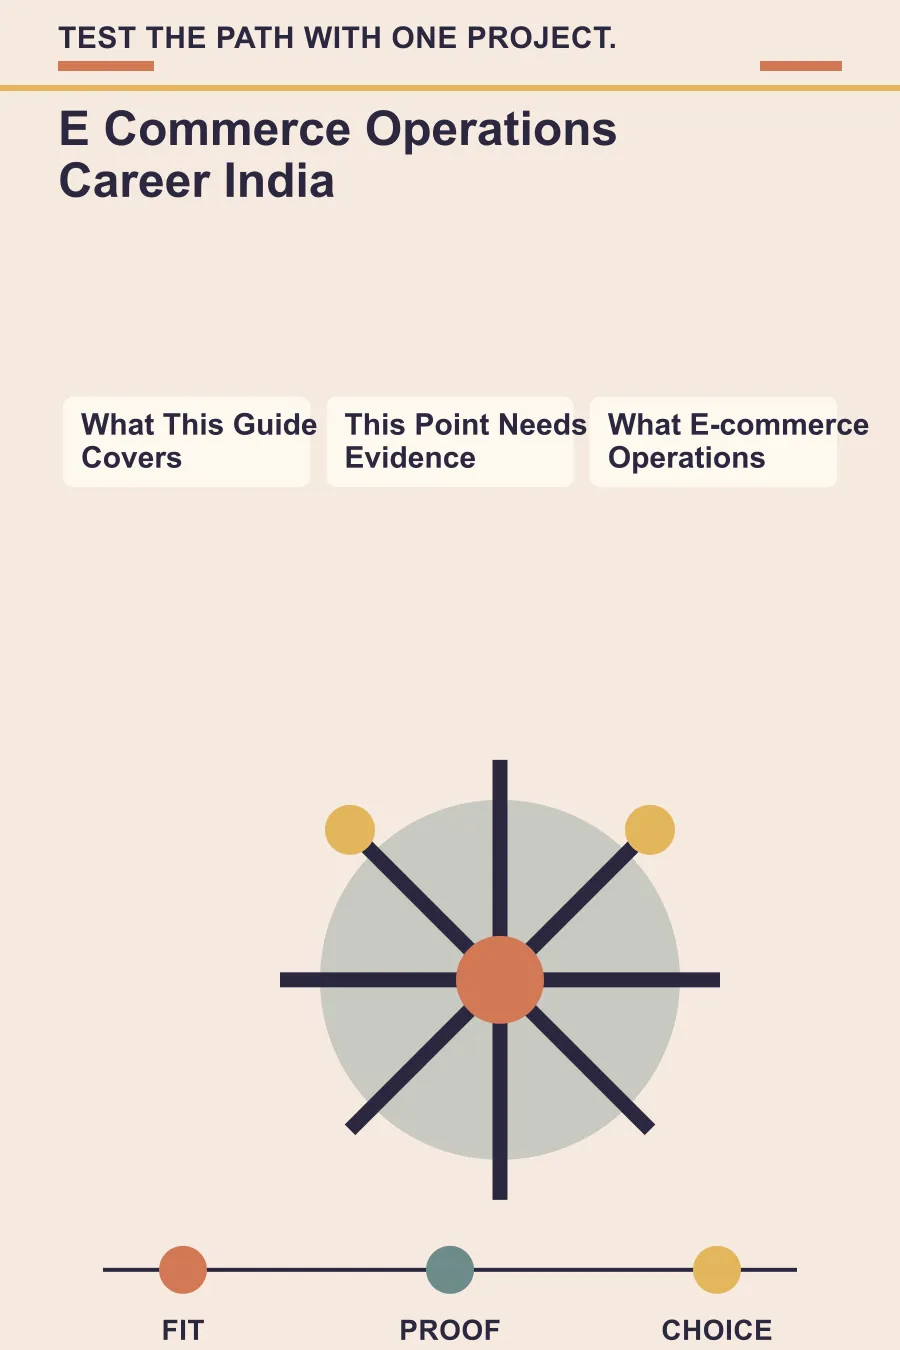 TEST THE PATH WITH ONE PROJECT.
E Commerce Operations
Career India
What This Guide
Covers
This Point Needs
Evidence
What E-commerce
Operations
FIT
PROOF
CHOICE